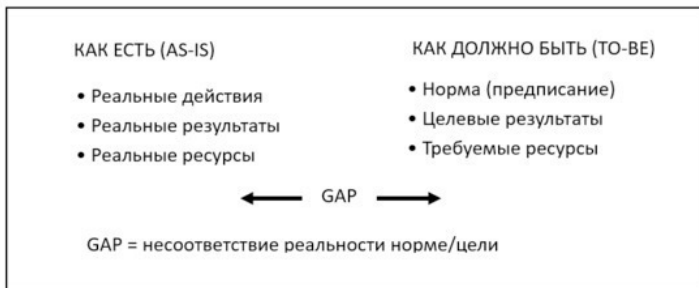 КАК ЕСТЬ (AS-IS)
• Реальные действия
• Реальные результаты
• Реальные ресурсы
КАК ДОЛЖНО БЫТЬ (TO-BE)
• Норма (предписание)
• Целевые результаты
• Требуемые ресурсы
GAP
GAP = несоответствие реальности норме/цели